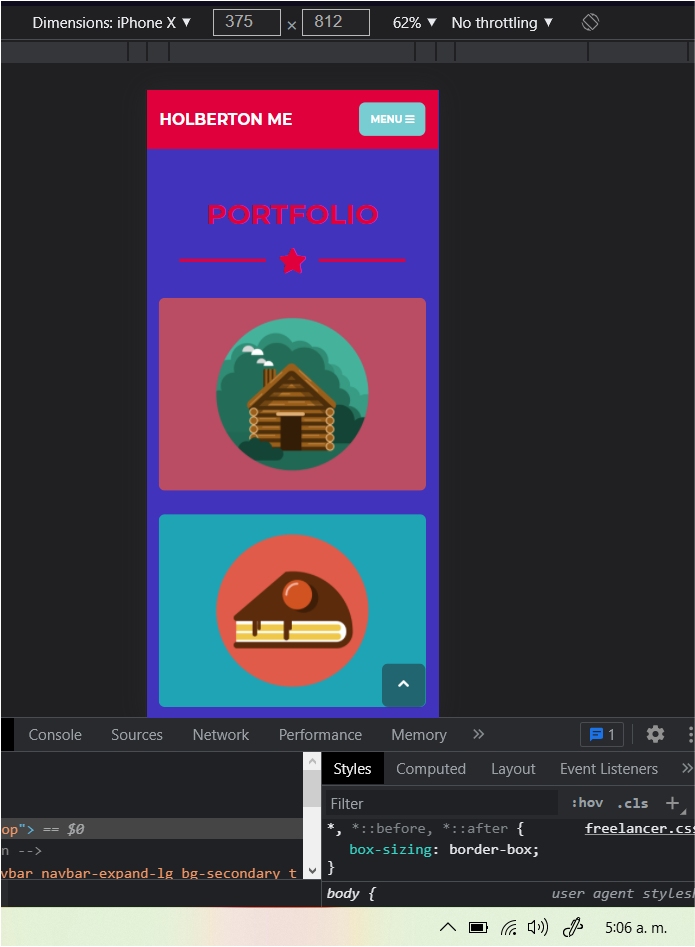 Dimensions: iPhone X ▼ 375 × 812 62% ▼ No throttling ▼
HOLBERTON ME MENU ☰
PORTFOLIO
Console Sources Network Performance Memory » 1
Styles Computed Layout Event Listeners »
Filter :hov .cls +
op"> == $0
n -->
vbar navbar-expand-lg bg-secondary t
*, *::before, *::after { freelancer.css
box-sizing: border-box;
}
body { user agent stylesh
5:06 a. m.